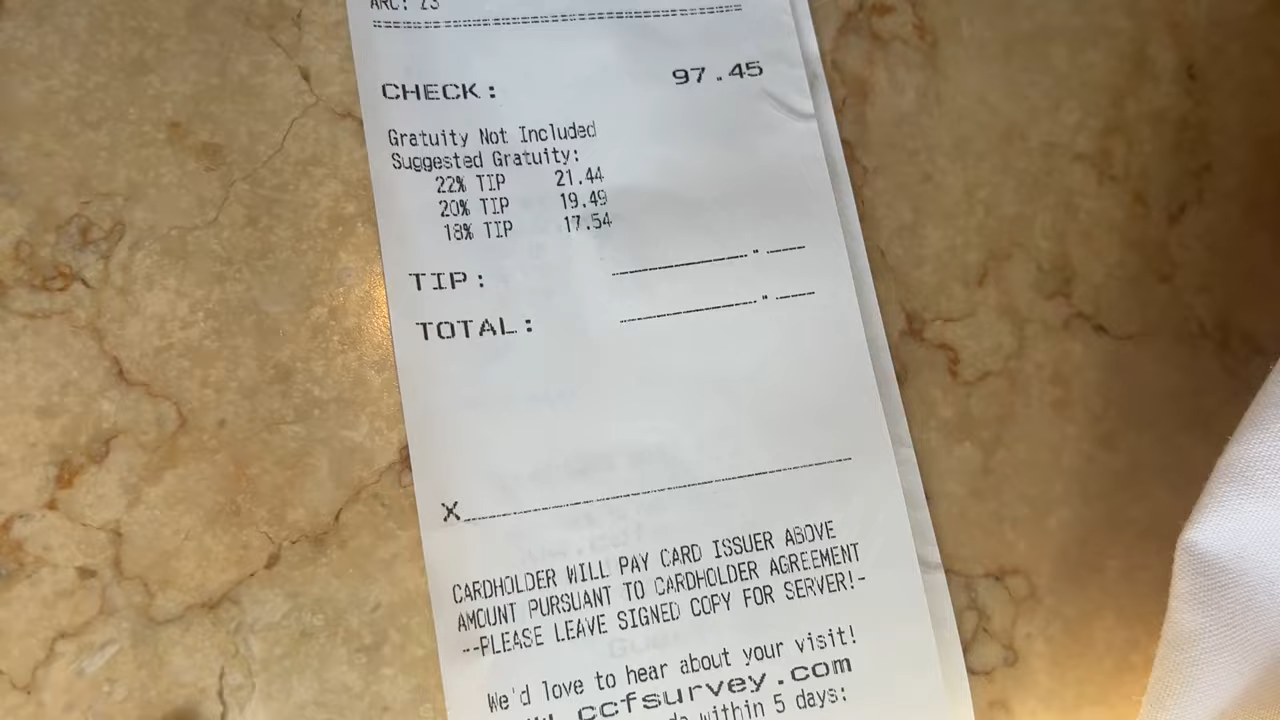 ARC: 23
CHECK: 97.45
Gratuity Not Included
Suggested Gratuity:
22% TIP 21.44
20% TIP 19.49
18% TIP 17.54
TIP:
TOTAL:
X
CARDHOLDER WILL PAY CARD ISSUER ABOVE
AMOUNT PURSUANT TO CARDHOLDER AGREEMENT
--PLEASE LEAVE SIGNED COPY FOR SERVER!-
We'd love to hear about your visit!
ccfsurvey.com
within 5 days: